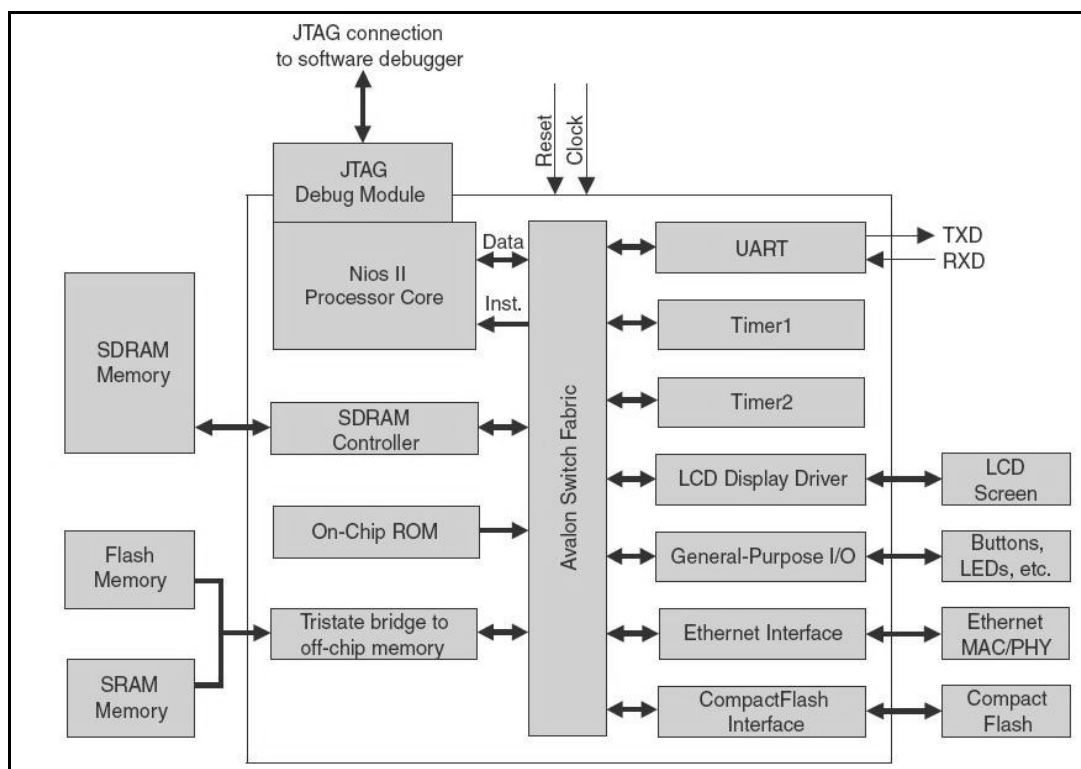 JTAG connection
to software debugger
Reset
Clock
JTAG
Debug Module
Nios II
Processor Core
Data
Inst.
SDRAM
Memory
SDRAM
Controller
On-Chip ROM
Flash
Memory
Tristate bridge to
off-chip memory
SRAM
Memory
Avalon Switch Fabric
UART
TXD
RXD
Timer1
Timer2
LCD Display Driver
LCD
Screen
General-Purpose I/O
Buttons,
LEDs, etc.
Ethernet Interface
Ethernet
MAC/PHY
CompactFlash
Interface
Compact
Flash